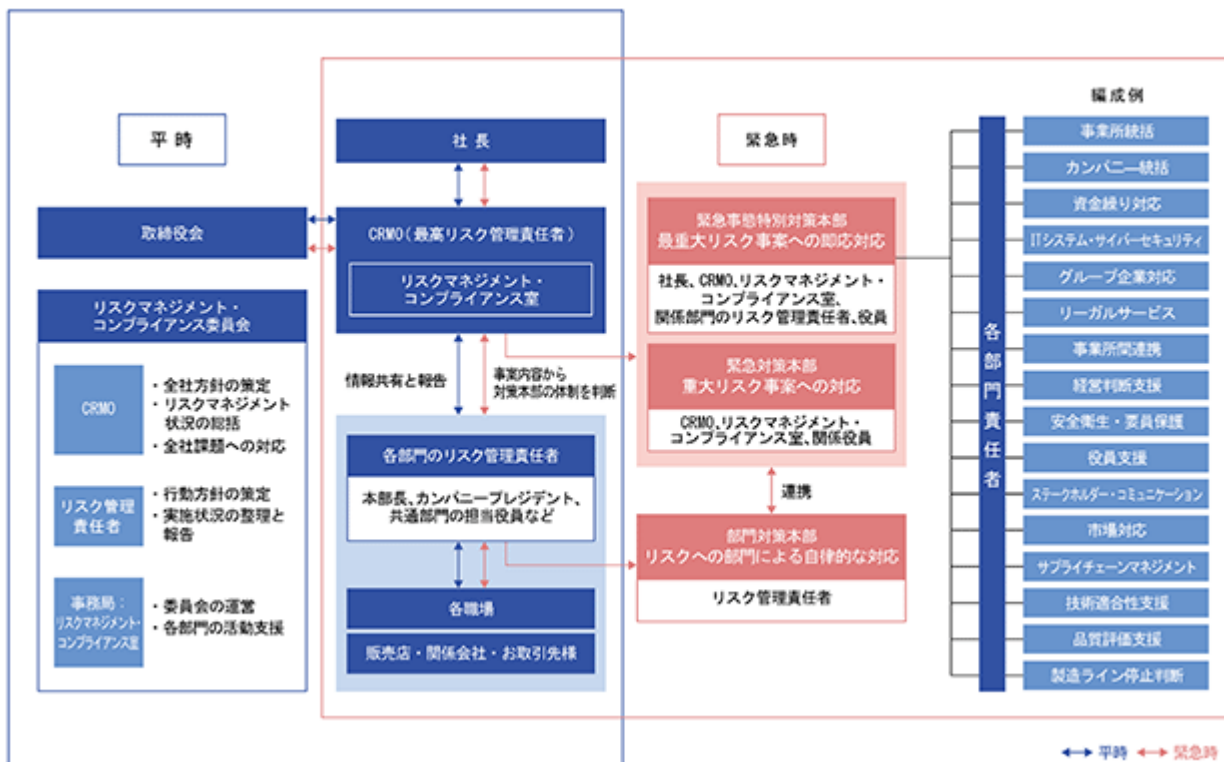 平時
取締役会
リスクマネジメント・
コンプライアンス委員会
CRMO
・全社方針の策定
・リスクマネジメント
状況の総括
・全社課題への対応
リスク管理
責任者
・行動方針の策定
・実施状況の整理と
報告
事務局：
リスクマネジメント・
コンプライアンス室
・委員会の運営
・各部門の活動支援
社長
CRMO（最高リスク管理責任者）
リスクマネジメント・
コンプライアンス室
情報共有と報告
事案内容から
対策本部の体制を判断
各部門のリスク管理責任者
本部長、カンパニープレジデント、
共通部門の担当役員など
各職場
販売店・関係会社・お取引先様
緊急時
緊急事態特別対策本部
最重大リスク事案への即応対応
社長、CRMO、リスクマネジメント・
コンプライアンス室、
関係部門のリスク管理責任者、役員
緊急対策本部
重大リスク事案への対応
CRMO、リスクマネジメント・
コンプライアンス室、関係役員
連携
部門対策本部
リスクへの部門による自律的な対応
リスク管理責任者
各部門責任者
編成例
事業所統括
カンパニー統括
資金繰り対応
ITシステム・サイバーセキュリティ
グループ企業対応
リーガルサービス
事業所間連携
経営判断支援
安全衛生・要員保護
役員支援
ステークホルダー・コミュニケーション
市場対応
サプライチェーンマネジメント
技術適合性支援
品質評価支援
製造ライン停止判断
平時
緊急時